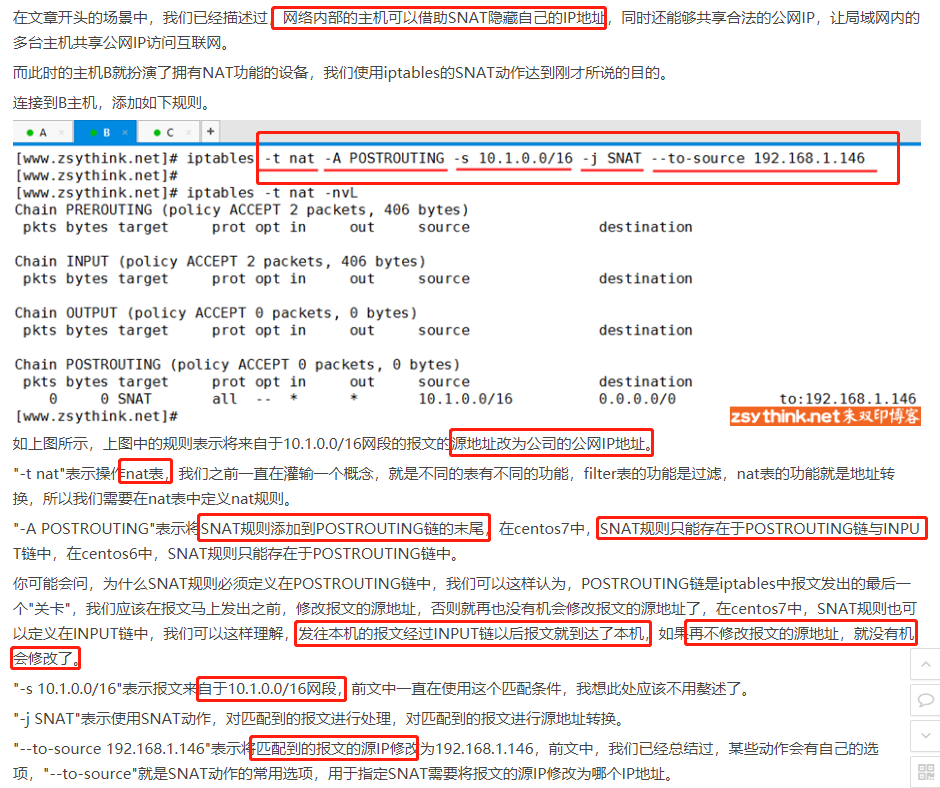 在文章开头的场景中，我们已经描述过，网络内部的主机可以借助SNAT隐藏自己的IP地址，同时还能够共享合法的公网IP，让局域网内的
多台主机共享公网IP访问互联网。
而此时的主机B就扮演了拥有NAT功能的设备，我们使用iptables的SNAT动作达到刚才所说的目的。
连接到B主机，添加如下规则。
A × B × C × +
[www.zsythink.net]# iptables -t nat -A POSTROUTING -s 10.1.0.0/16 -j SNAT --to-source 192.168.1.146
[www.zsythink.net]#
[www.zsythink.net]# iptables -t nat -nvL
Chain PREROUTING (policy ACCEPT 2 packets, 406 bytes)
pkts bytes target prot opt in out source destination
Chain INPUT (policy ACCEPT 2 packets, 406 bytes)
pkts bytes target prot opt in out source destination
Chain OUTPUT (policy ACCEPT 0 packets, 0 bytes)
pkts bytes target prot opt in out source destination
Chain POSTROUTING (policy ACCEPT 0 packets, 0 bytes)
pkts bytes target prot opt in out source destination
0 0 SNAT all -- * * 10.1.0.0/16 0.0.0.0/0 to:192.168.1.146
[www.zsythink.net]#
zsythink.net朱双印博客
如上图所示，上图中的规则表示将来自于10.1.0.0/16网段的报文的源地址改为公司的公网IP地址。
"-t nat"表示操作nat表，我们之前一直在灌输一个概念，就是不同的表有不同的功能，filter表的功能是过滤，nat表的功能就是地址转
换，所以我们需要在nat表中定义nat规则。
"-A POSTROUTING"表示将SNAT规则添加到POSTROUTING链的末尾，在centos7中，SNAT规则只能存在于POSTROUTING链与INPU
T链中，在centos6中，SNAT规则只能存在于POSTROUTING链中。
你可能会问，为什么SNAT规则必须定义在POSTROUTING链中，我们可以这样认为，POSTROUTING链是iptables中报文发出的最后一
个"关卡"，我们应该在报文马上发出之前，修改报文的源地址，否则就再也没有机会修改报文的源地址了，在centos7中，SNAT规则也可
以定义在INPUT链中，我们可以这样理解，发往本机的报文经过INPUT链以后报文就到达了本机，如果再不修改报文的源地址，就没有机
会修改了。
"-s 10.1.0.0/16"表示报文来自于10.1.0.0/16网段，前文中一直在使用这个匹配条件，我想此处应该不用赘述了。
"-j SNAT"表示使用SNAT动作，对匹配到的报文进行处理，对匹配到的报文进行源地址转换。
"--to-source 192.168.1.146"表示将匹配到的报文的源IP修改为192.168.1.146，前文中，我们已经总结过，某些动作会有自己的选
项，"--to-source"就是SNAT动作的常用选项，用于指定SNAT需要将报文的源IP修改为哪个IP地址。